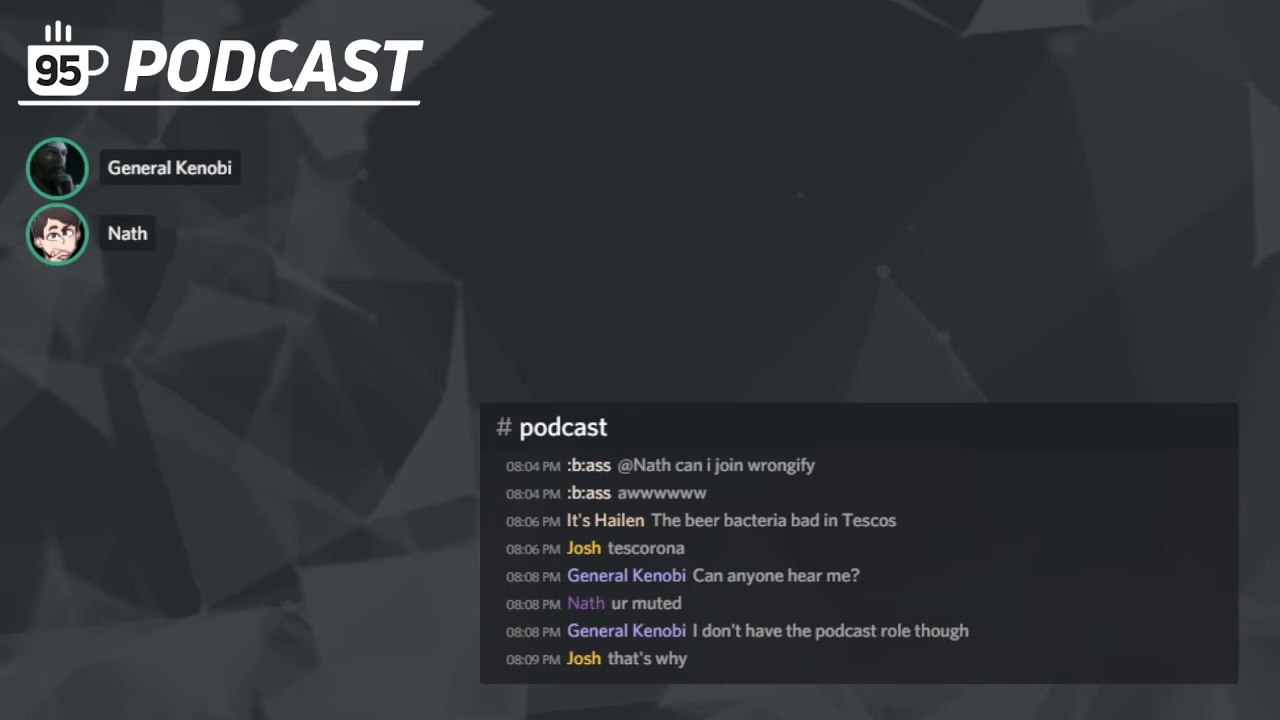 95 PODCAST
General Kenobi
Nath
# podcast
08:04 PM :b:ass @Nath can i join wrongify
08:04 PM :b:ass awwwwww
08:06 PM It's Hailen The beer bacteria bad in Tescos
08:06 PM Josh tescorona
08:08 PM General Kenobi Can anyone hear me?
08:08 PM Nath ur muted
08:08 PM General Kenobi I don't have the podcast role though
08:09 PM Josh that's why